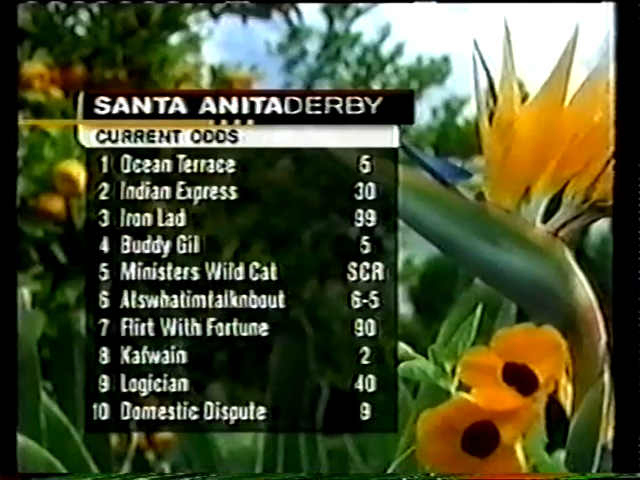 SANTA ANITADERBY
CURRENT ODDS
1 Ocean Terrace 5
2 Indian Express 30
3 Iron Lad 99
4 Buddy Gil 5
5 Ministers Wild Cat SCR
6 Atswhatimtalknbout 6-5
7 Flirt With Fortune 90
8 Kafwain 2
9 Logician 40
10 Domestic Dispute 9